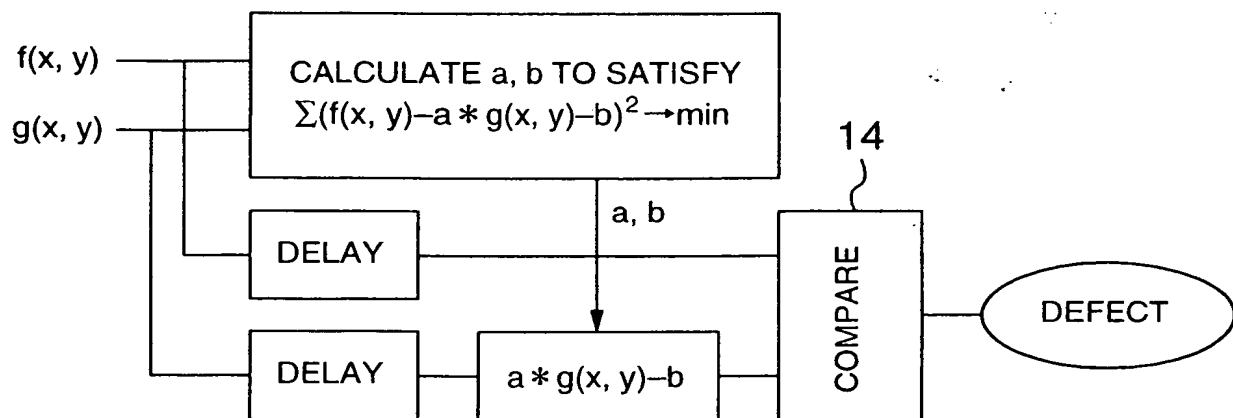 f(x, y)
g(x, y)
CALCULATE a, b TO SATISFY
∑(f(x, y)–a＊g(x, y)–b)²→min
a, b
14
DELAY
COMPARE
DEFECT
DELAY
a＊g(x, y)–b